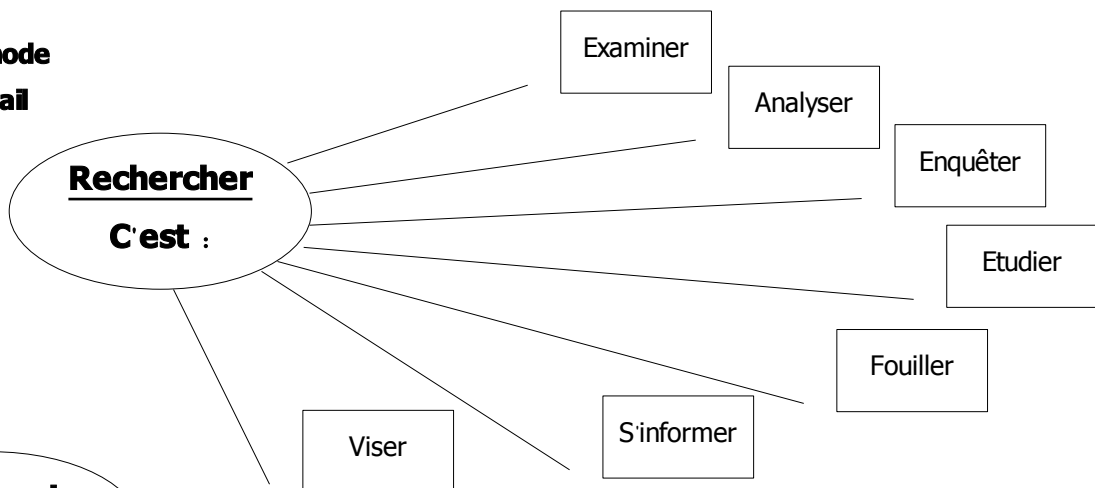 Examiner
Analyser
Enquêter
Rechercher
C'est :
Etudier
Fouiller
S'informer
Viser